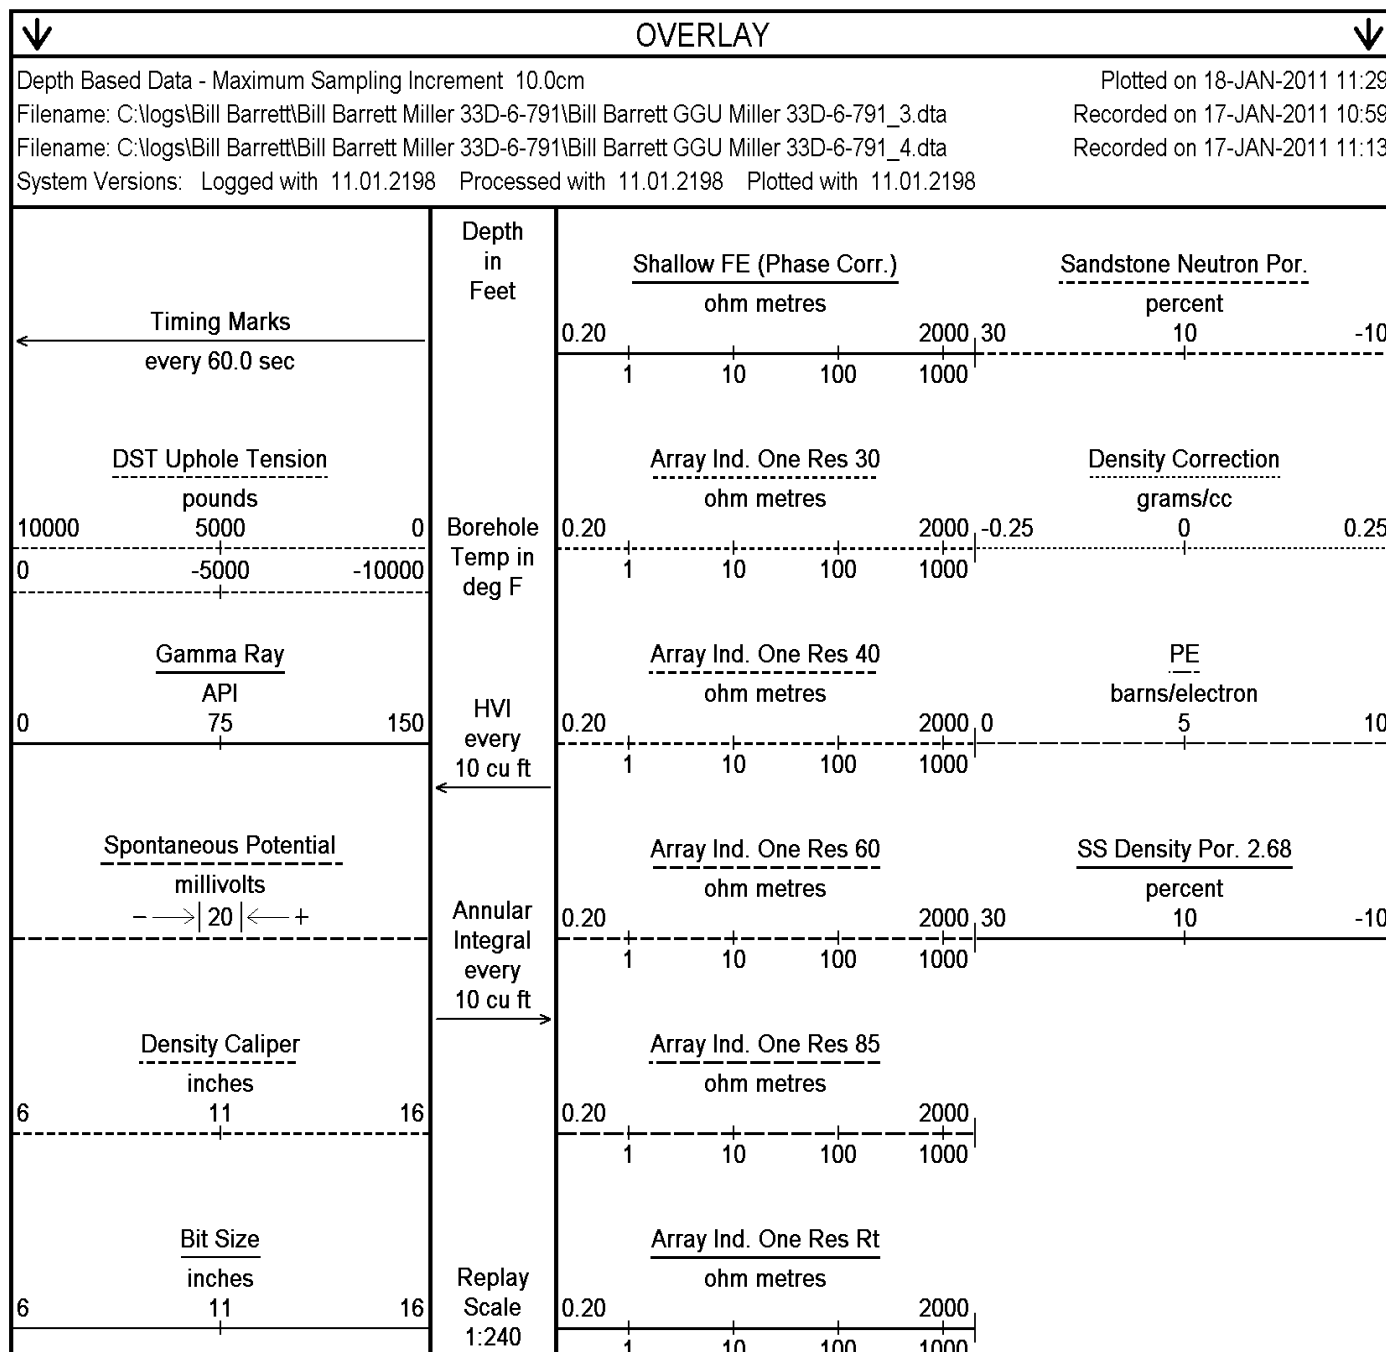 OVERLAY
Depth Based Data - Maximum Sampling Increment 10.0cm Plotted on 18-JAN-2011 11:29
Filename: C:\logs\Bill Barrett\Bill Barrett Miller 33D-6-791\Bill Barrett GGU Miller 33D-6-791_3.dta Recorded on 17-JAN-2011 10:59
Filename: C:\logs\Bill Barrett\Bill Barrett Miller 33D-6-791\Bill Barrett GGU Miller 33D-6-791_4.dta Recorded on 17-JAN-2011 11:13
System Versions: Logged with 11.01.2198 Processed with 11.01.2198 Plotted with 11.01.2198
Timing Marks
every 60.0 sec
DST Uphole Tension
pounds
10000 5000 0
0 -5000 -10000
Gamma Ray
API
0 75 150
Spontaneous Potential
millivolts
- 20 +
Density Caliper
inches
6 11 16
Bit Size
inches
6 11 16
Depth
in
Feet
Borehole
Temp in
deg F
HVI
every
10 cu ft
Annular
Integral
every
10 cu ft
Replay
Scale
1:240
Shallow FE (Phase Corr.)
ohm metres
0.20 2000
1 10 100 1000
Array Ind. One Res 30
ohm metres
0.20 2000
1 10 100 1000
Array Ind. One Res 40
ohm metres
0.20 2000
1 10 100 1000
Array Ind. One Res 60
ohm metres
0.20 2000
1 10 100 1000
Array Ind. One Res 85
ohm metres
0.20 2000
1 10 100 1000
Array Ind. One Res Rt
ohm metres
0.20 2000
1 10 100 1000
Sandstone Neutron Por.
percent
30 10 -10
Density Correction
grams/cc
-0.25 0 0.25
PE
barns/electron
0 5 10
SS Density Por. 2.68
percent
30 10 -10